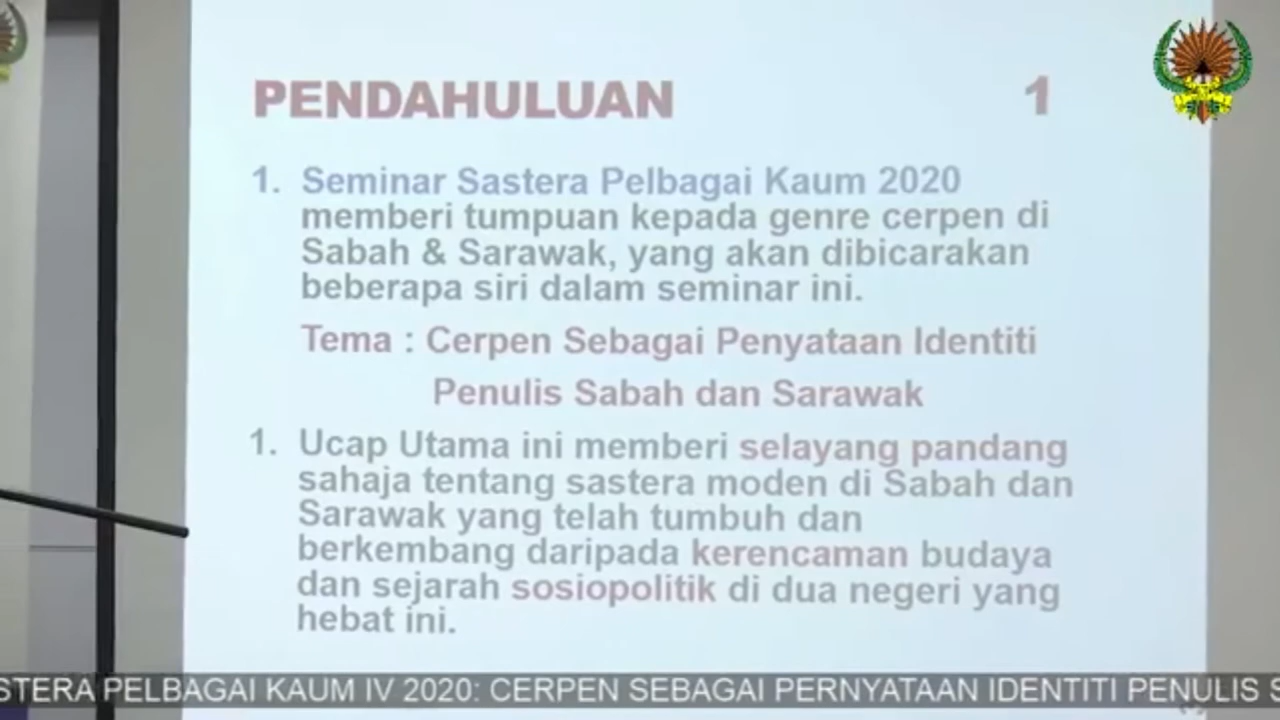 PENDAHULUAN 1
1. Seminar Sastera Pelbagai Kaum 2020
memberi tumpuan kepada genre cerpen di
Sabah & Sarawak, yang akan dibicarakan
beberapa siri dalam seminar ini.
Tema : Cerpen Sebagai Penyataan Identiti
Penulis Sabah dan Sarawak
1. Ucap Utama ini memberi selayang pandang
sahaja tentang sastera moden di Sabah dan
Sarawak yang telah tumbuh dan
berkembang daripada kerencaman budaya
dan sejarah sosiopolitik di dua negeri yang
hebat ini.
STERA PELBAGAI KAUM IV 2020: CERPEN SEBAGAI PERNYATAAN IDENTITI PENULIS S